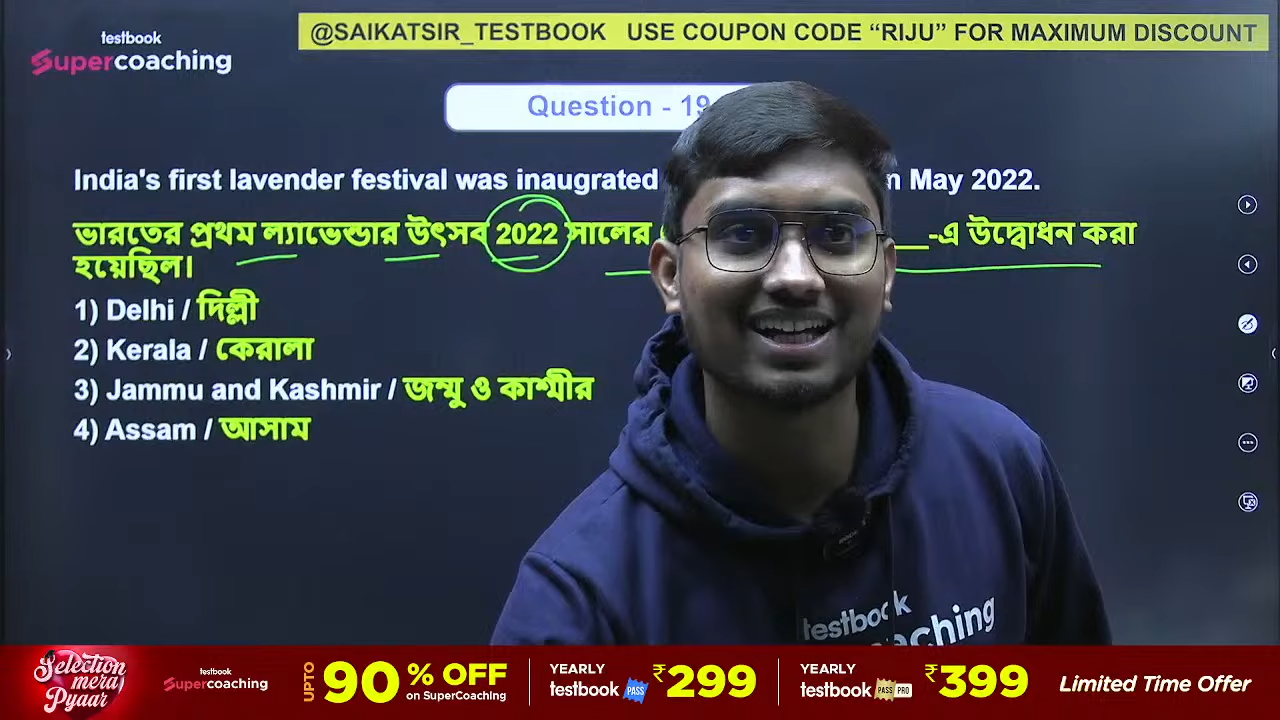 testbook
Supercoaching
@SAIKATSIR_TESTBOOK USE COUPON CODE “RIJU” FOR MAXIMUM DISCOUNT
Question - 19
India's first lavender festival was inaugrated May 2022.
ভারতের প্রথম ল্যাভেন্ডার উৎসব 2022 সালের -এ উদ্বোধন করা
হয়েছিল।
1) Delhi / দিল্লী
2) Kerala / কেরালা
3) Jammu and Kashmir / জম্মু ও কাশ্মীর
4) Assam / আসাম
testbook
Selection
mera
Pyaar
testbook
Supercoaching
UPTO 90% OFF
on SuperCoaching
YEARLY
testbook PASS
₹299
YEARLY
testbook PASS PRO
₹399
Limited Time Offer